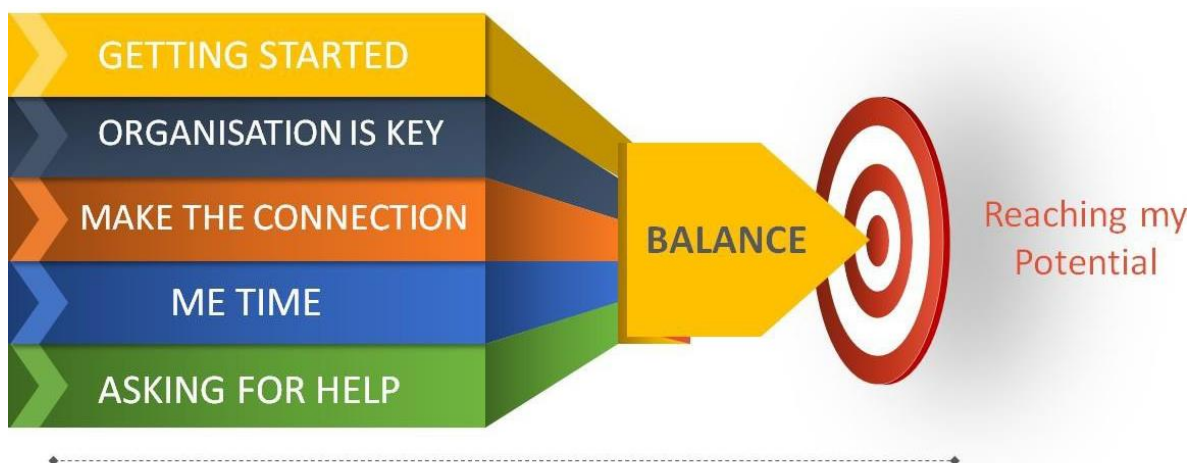 GETTING STARTED
ORGANISATION IS KEY
MAKE THE CONNECTION
ME TIME
ASKING FOR HELP
BALANCE
Reaching my
Potential